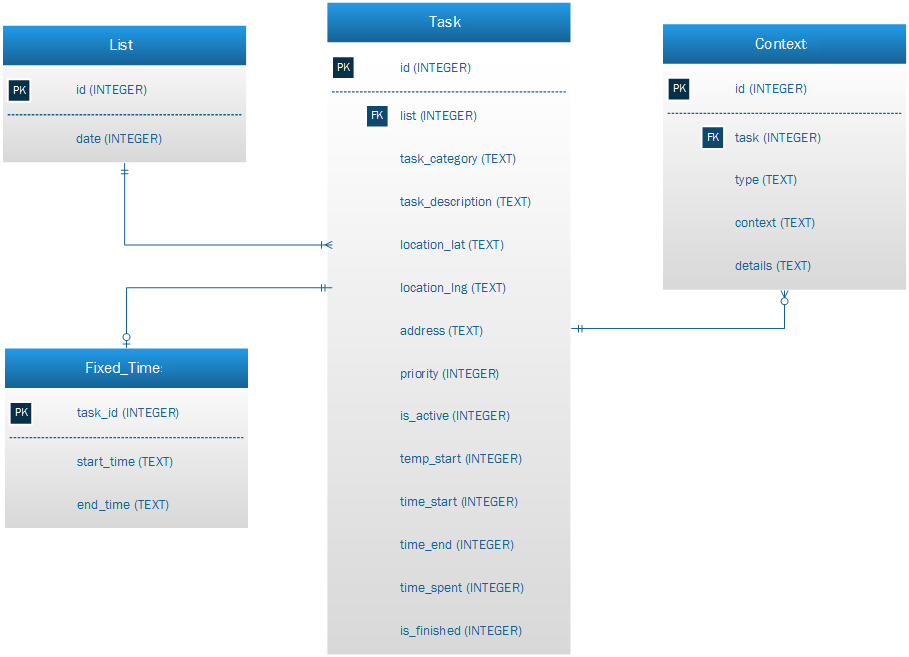 List
PK
id (INTEGER)
date (INTEGER)
Task
PK
id (INTEGER)
FK
list (INTEGER)
task_category (TEXT)
task_description (TEXT)
location_lat (TEXT)
location_lng (TEXT)
address (TEXT)
priority (INTEGER)
is_active (INTEGER)
temp_start (INTEGER)
time_start (INTEGER)
time_end (INTEGER)
time_spent (INTEGER)
is_finished (INTEGER)
Context
PK
id (INTEGER)
FK
task (INTEGER)
type (TEXT)
context (TEXT)
details (TEXT)
Fixed_Time
PK
task_id (INTEGER)
start_time (TEXT)
end_time (TEXT)